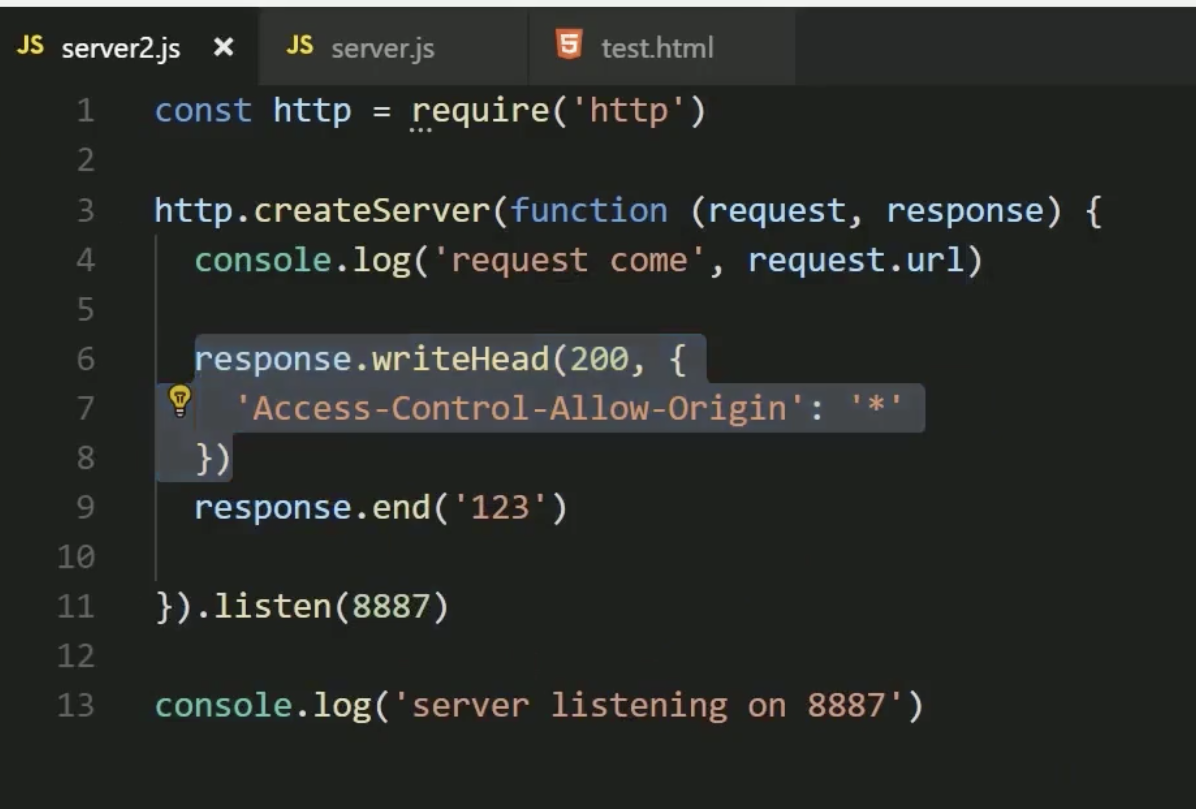 JS server2.js × JS server.js 5 test.html
1 const http = require('http')
2
3 http.createServer(function (request, response) {
4   console.log('request come', request.url)
5
6   response.writeHead(200, {
7     'Access-Control-Allow-Origin': '*'
8   })
9   response.end('123')
10
11 }).listen(8887)
12
13 console.log('server listening on 8887')